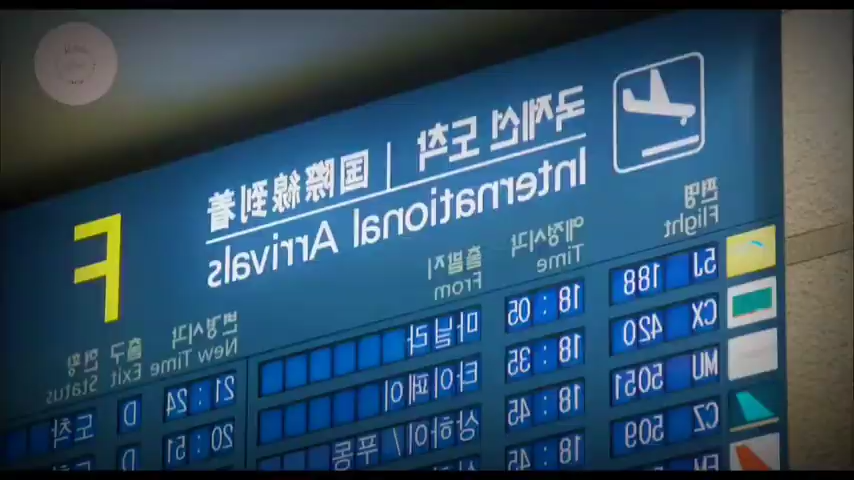 국제선 도착 | 国際線到着
International Arrivals
F
편명 예정시각 출발지 변경시각 출구 현황
Flight Time From New Time Exit Status
5J 188 18:05 마닐라 21:24 D 도착
CX 420 18:35 타이페이 20:51 D
MU 5051 18:45 상하이/푸동
CZ 509 18:45